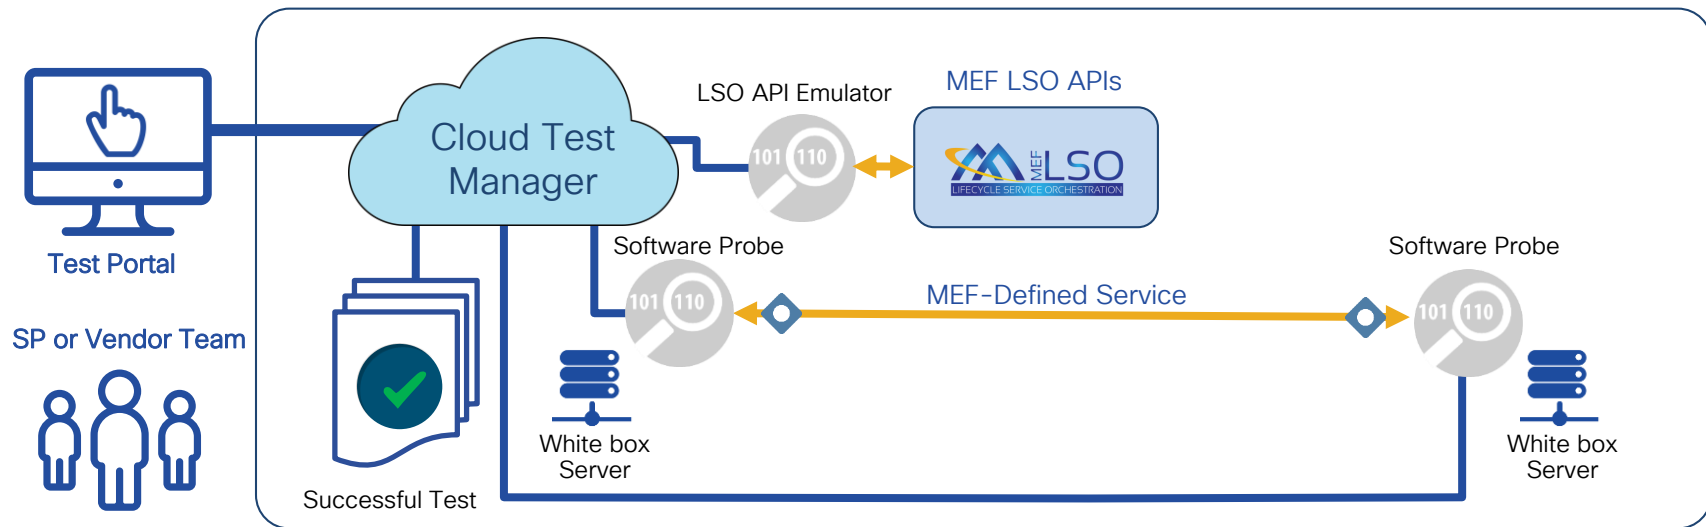 MEF LSO APIs
LSO API Emulator
Cloud Test
Manager
101 110
MEF
LSO
LIFECYCLE SERVICE ORCHESTRATION
Test Portal
Software Probe
Software Probe
101 110
MEF-Defined Service
101 110
SP or Vendor Team
White box
Server
White box
Server
Successful Test